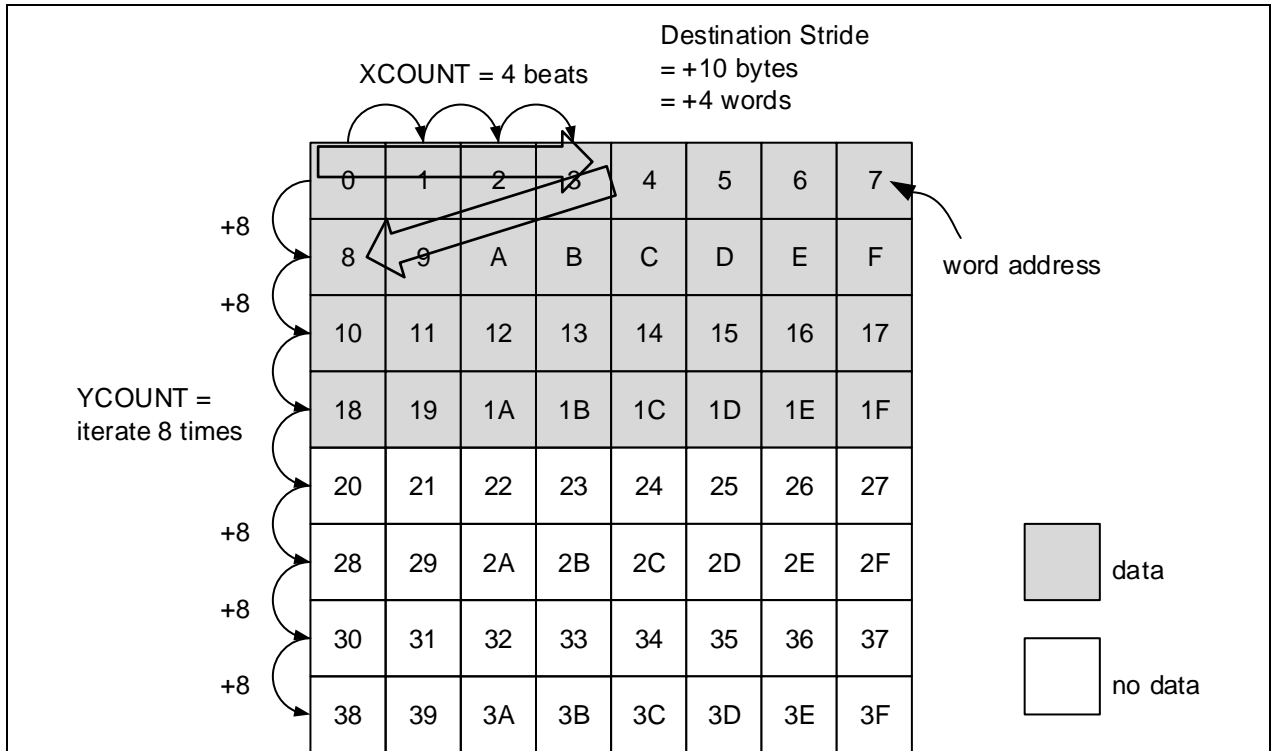 Destination Stride
= +10 bytes
= +4 words
XCOUNT = 4 beats
0 1 2 3 4 5 6 7
+8
8 9 A B C D E F
word address
+8
10 11 12 13 14 15 16 17
YCOUNT =
iterate 8 times
18 19 1A 1B 1C 1D 1E 1F
20 21 22 23 24 25 26 27
+8
28 29 2A 2B 2C 2D 2E 2F
data
+8
30 31 32 33 34 35 36 37
+8
no data
38 39 3A 3B 3C 3D 3E 3F